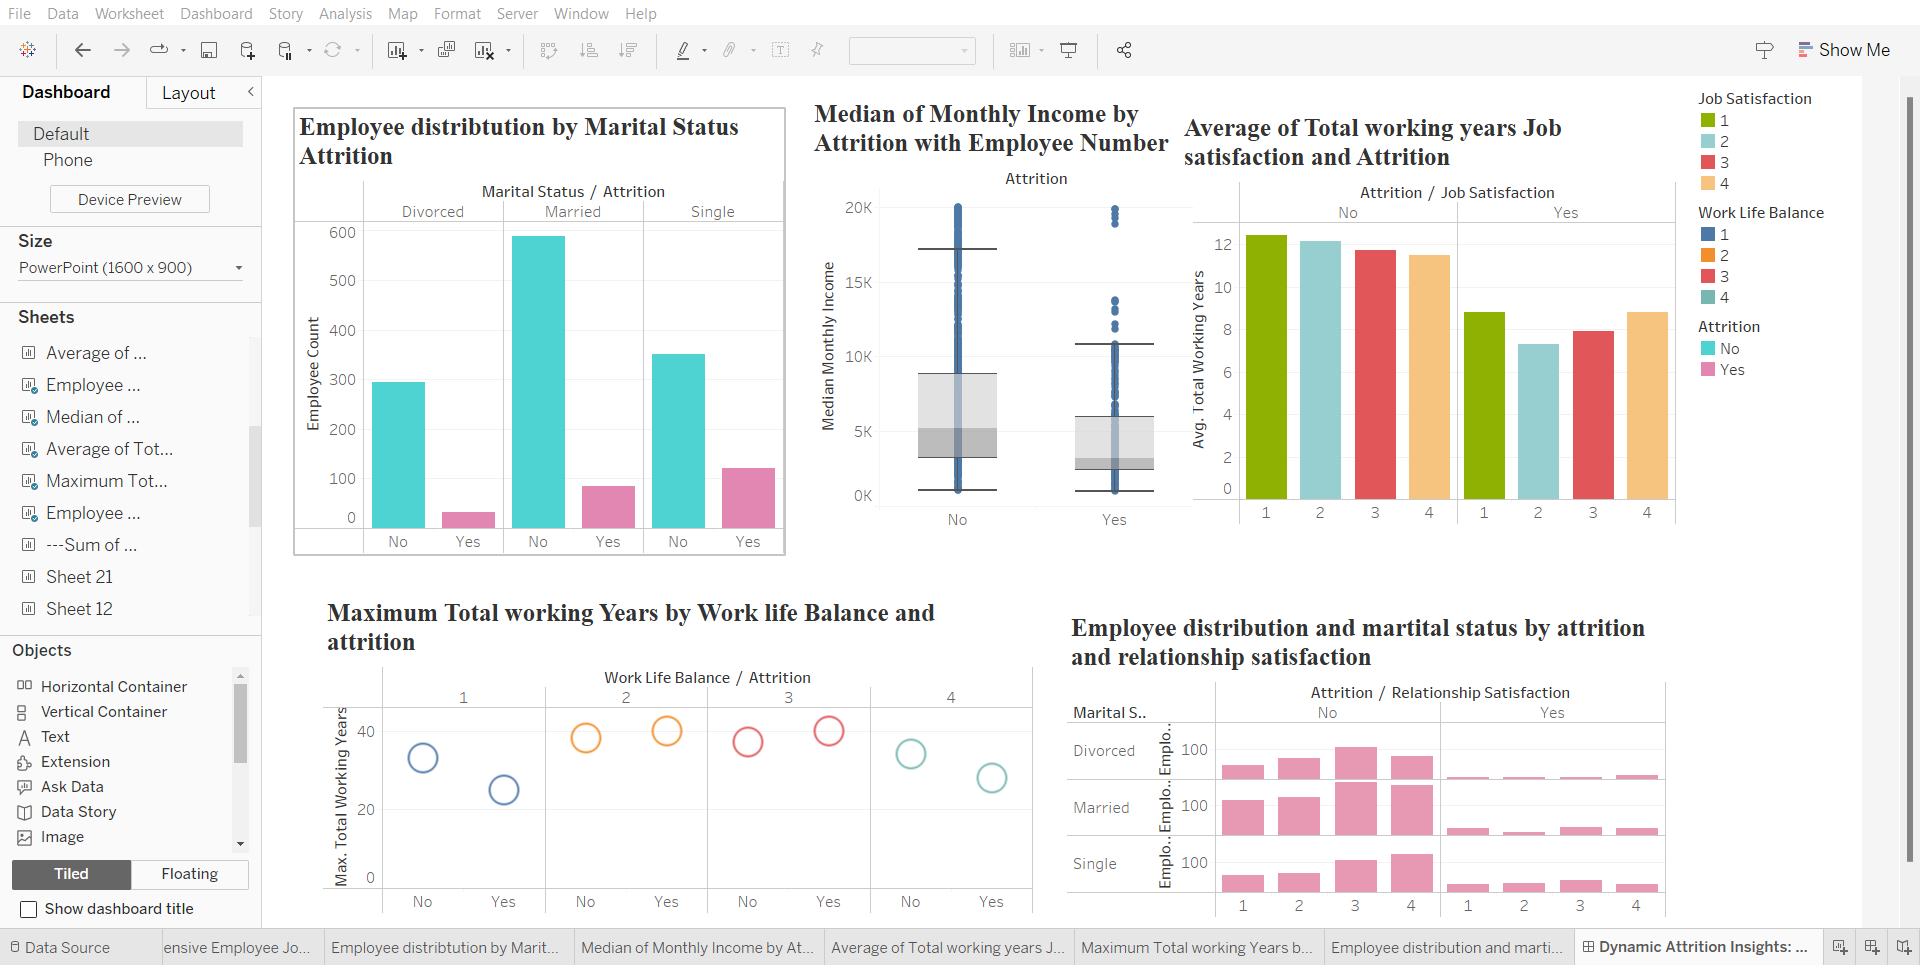 File Data Worksheet Dashboard Story Analysis Map Format Server Window Help
Show Me
Dashboard Layout
Default
Phone
Device Preview
Size
PowerPoint (1600 x 900)
Sheets
Average of ...
Employee ...
Median of ...
Average of Tot...
Maximum Tot...
Employee ...
---Sum of ...
Sheet 21
Sheet 12
Objects
Horizontal Container
Vertical Container
Text
Extension
Ask Data
Data Story
Image
Tiled Floating
Show dashboard title
Employee distribtution by Marital Status
Attrition
Marital Status / Attrition
Divorced Married Single
Employee Count
600
500
400
300
200
100
0
No Yes No Yes No Yes
Median of Monthly Income by
Attrition with Employee Number
Attrition
Median Monthly Income
20K
15K
10K
5K
0K
No Yes
Average of Total working years Job
satisfaction and Attrition
Attrition / Job Satisfaction
No Yes
Avg. Total Working Years
12
10
8
6
4
2
0
1 2 3 4 1 2 3 4
Job Satisfaction
1
2
3
4
Work Life Balance
1
2
3
4
Attrition
No
Yes
Maximum Total working Years by Work life Balance and
attrition
Work Life Balance / Attrition
1 2 3 4
Max. Total Working Years
40
20
0
No Yes No Yes No Yes No Yes
Employee distribution and martital status by attrition
and relationship satisfaction
Attrition / Relationship Satisfaction
Marital S.. No Yes
Divorced Emplo.. 100
Married Emplo.. 100
Single Emplo.. 100
1 2 3 4 1 2 3 4
Data Source ensive Employee Jo... Employee distribtution by Marit... Median of Monthly Income by At... Average of Total working years J... Maximum Total working Years b... Employee distribution and marti... Dynamic Attrition Insights: ...